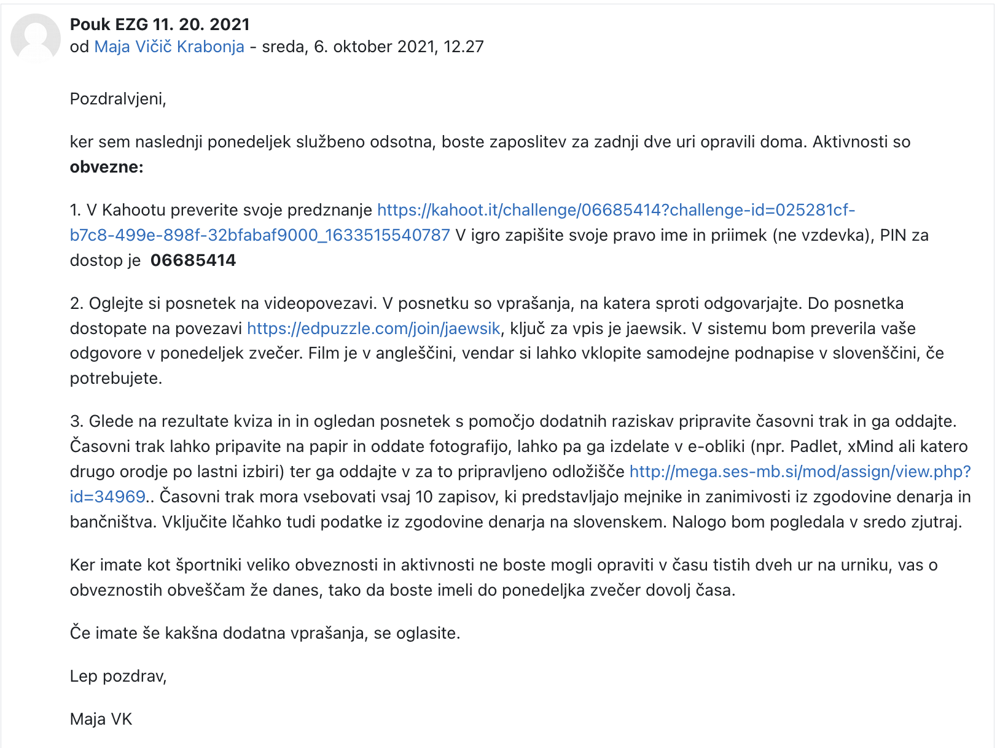 Pouk EZG 11. 20. 2021
od Maja Vičič Krabonja - sreda, 6. oktober 2021, 12.27
Pozdralvjeni,
ker sem naslednji ponedeljek službeno odsotna, boste zaposlitev za zadnji dve uri opravili doma. Aktivnosti so
obvezne:
1. V Kahootu preverite svoje predznanje https://kahoot.it/challenge/06685414?challenge-id=025281cf-
b7c8-499e-898f-32bfabaf9000_1633515540787 V igro zapišite svoje pravo ime in priimek (ne vzdevka), PIN za
dostop je 06685414
2. Oglejte si posnetek na videopovezavi. V posnetku so vprašanja, na katera sproti odgovarjajte. Do posnetka
dostopate na povezavi https://edpuzzle.com/join/jaewsik, ključ za vpis je jaewsik. V sistemu bom preverila vaše
odgovore v ponedeljek zvečer. Film je v angleščini, vendar si lahko vklopite samodejne podnapise v slovenščini, če
potrebujete.
3. Glede na rezultate kviza in in ogledan posnetek s pomočjo dodatnih raziskav pripravite časovni trak in ga oddajte.
Časovni trak lahko pripavite na papir in oddate fotografijo, lahko pa ga izdelate v e-obliki (npr. Padlet, xMind ali katero
drugo orodje po lastni izbiri) ter ga oddajte v za to pripravljeno odložišče http://mega.ses-mb.si/mod/assign/view.php?
id=34969.. Časovni trak mora vsebovati vsaj 10 zapisov, ki predstavljajo mejnike in zanimivosti iz zgodovine denarja in
bančništva. Vključite lčahko tudi podatke iz zgodovine denarja na slovenskem. Nalogo bom pogledala v sredo zjutraj.
Ker imate kot športniki veliko obveznosti in aktivnosti ne boste mogli opraviti v času tistih dveh ur na urniku, vas o
obveznostih obveščam že danes, tako da boste imeli do ponedeljka zvečer dovolj časa.
Če imate še kakšna dodatna vprašanja, se oglasite.
Lep pozdrav,
Maja VK